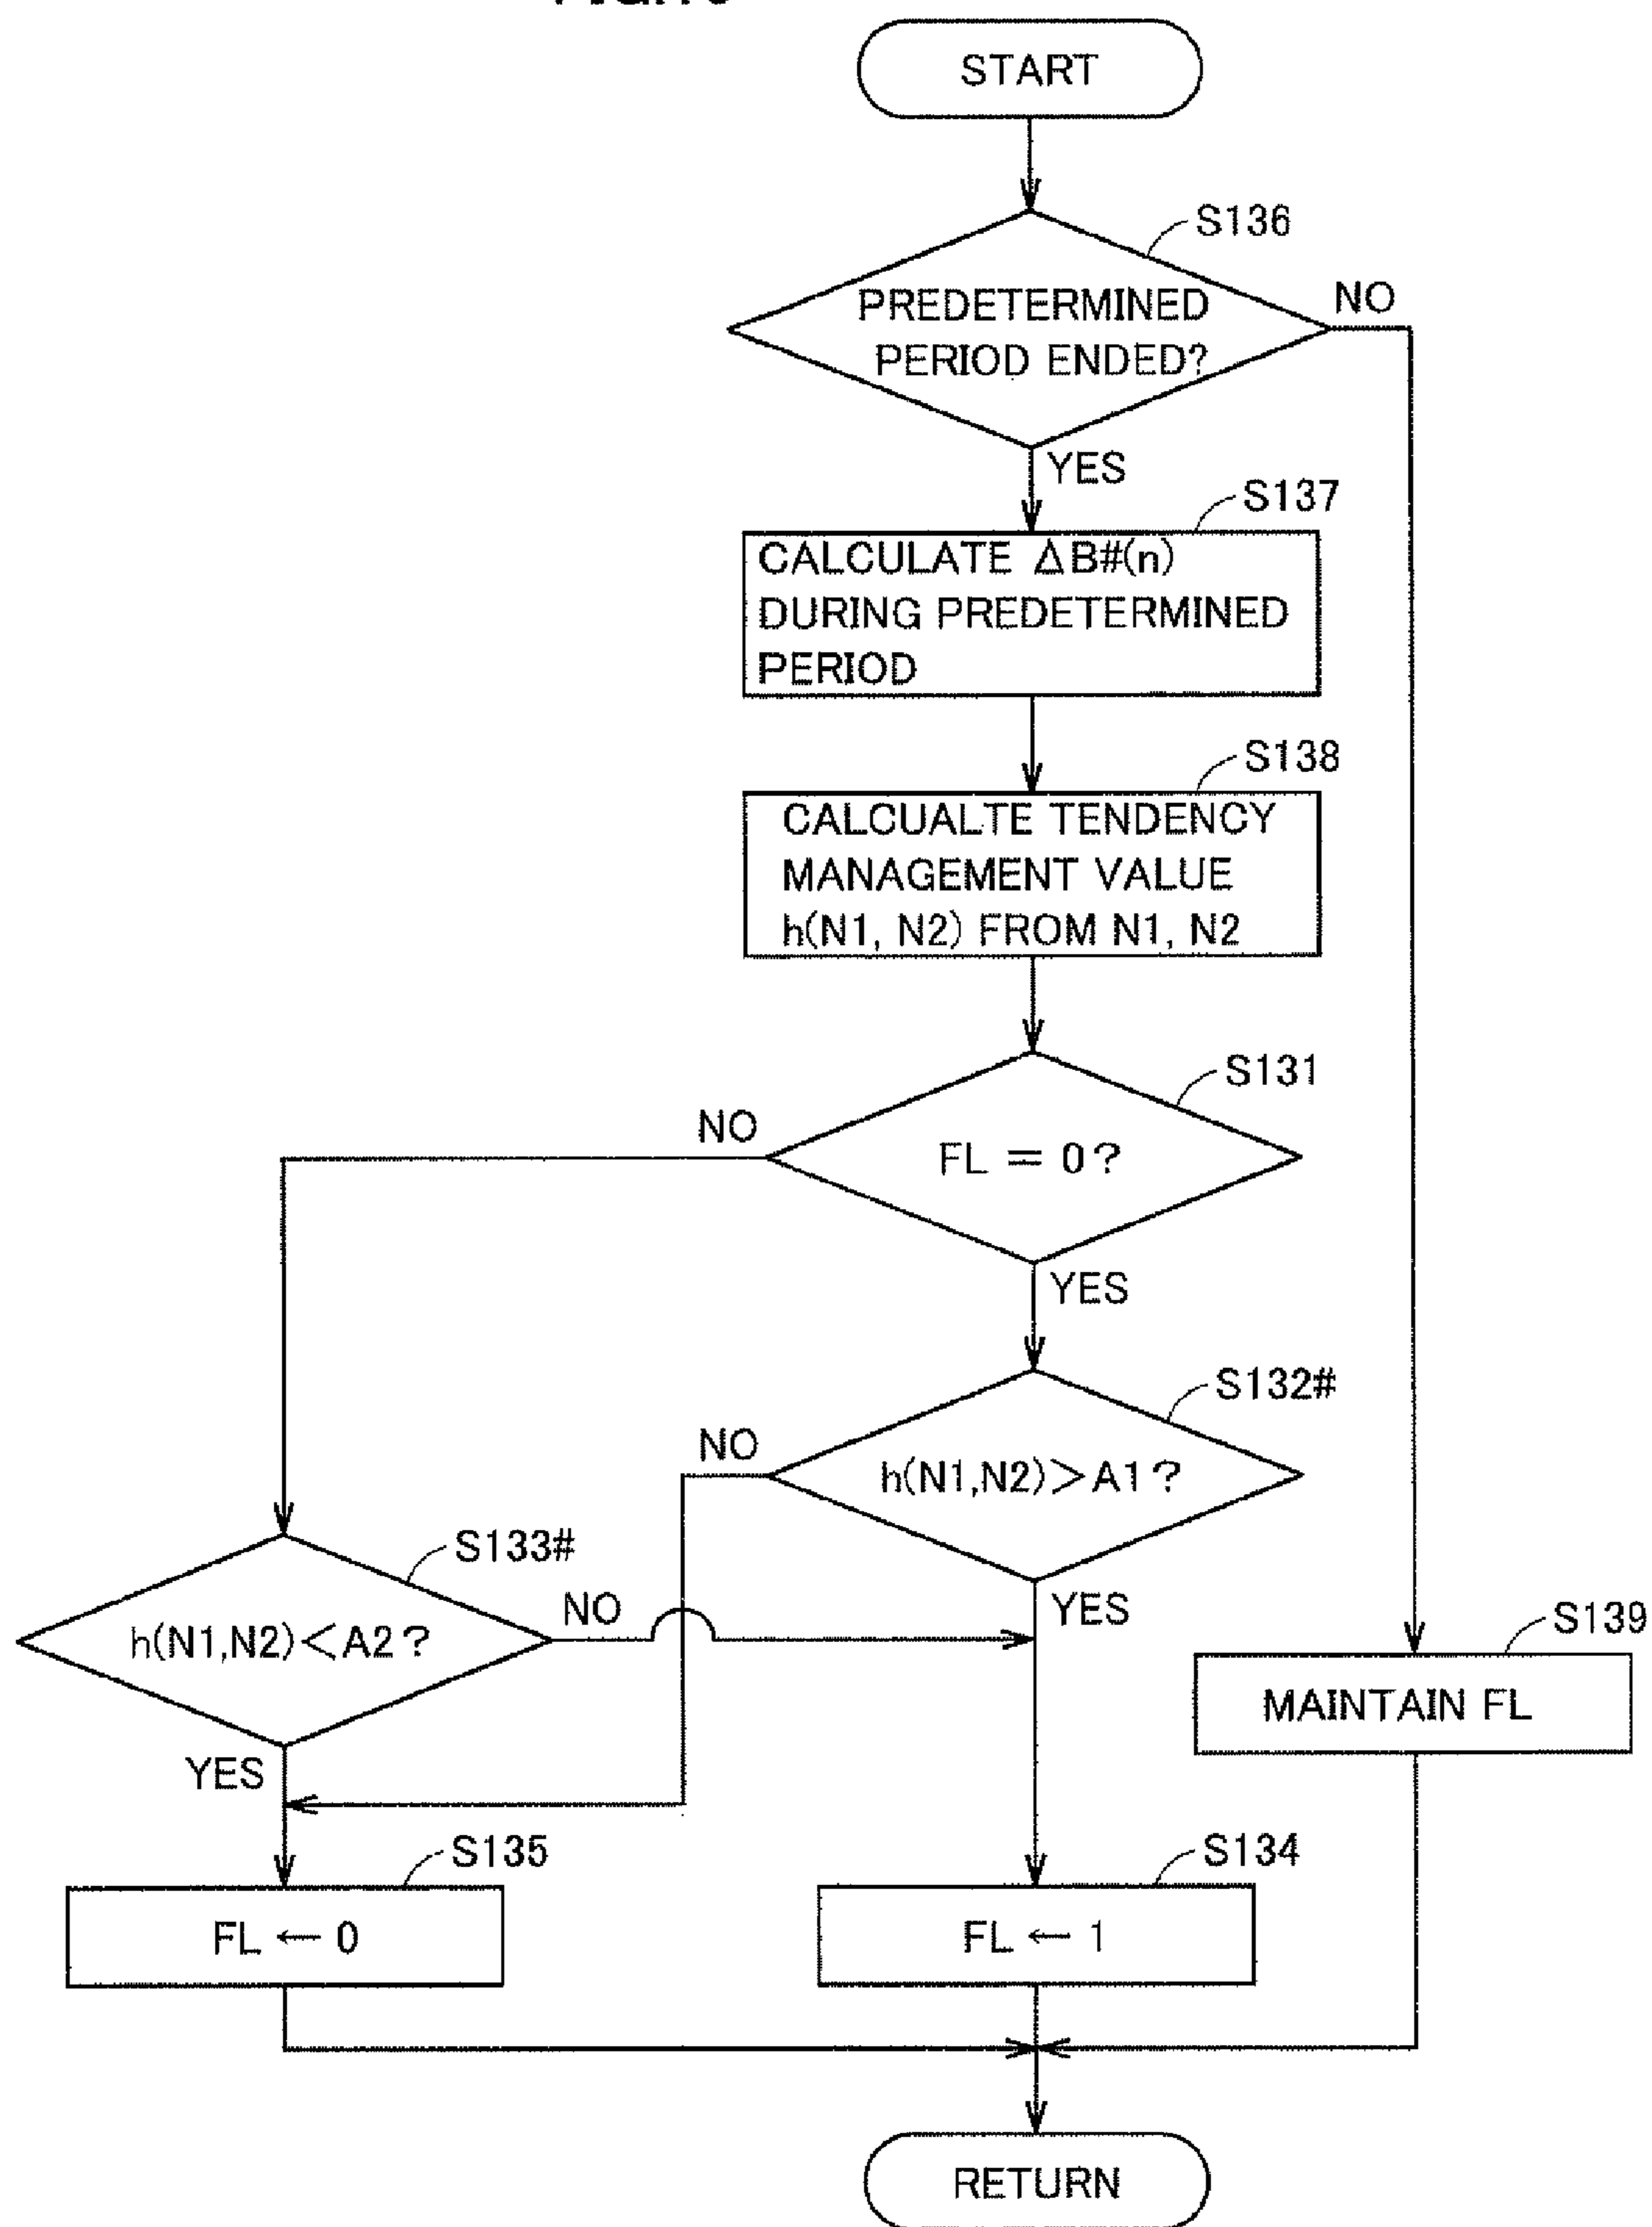 START
S136
PREDETERMINED
PERIOD ENDED?
NO
YES
S137
CALCULATE ΔB#(n)
DURING PREDETERMINED
PERIOD
S138
CALCUALTE TENDENCY
MANAGEMENT VALUE
h(N1, N2) FROM N1, N2
S131
NO
FL = 0?
YES
S132#
NO
h(N1,N2)>A1?
YES
S133#
NO
h(N1,N2)<A2?
YES
S139
MAINTAIN FL
S135
FL ← 0
S134
FL ← 1
RETURN